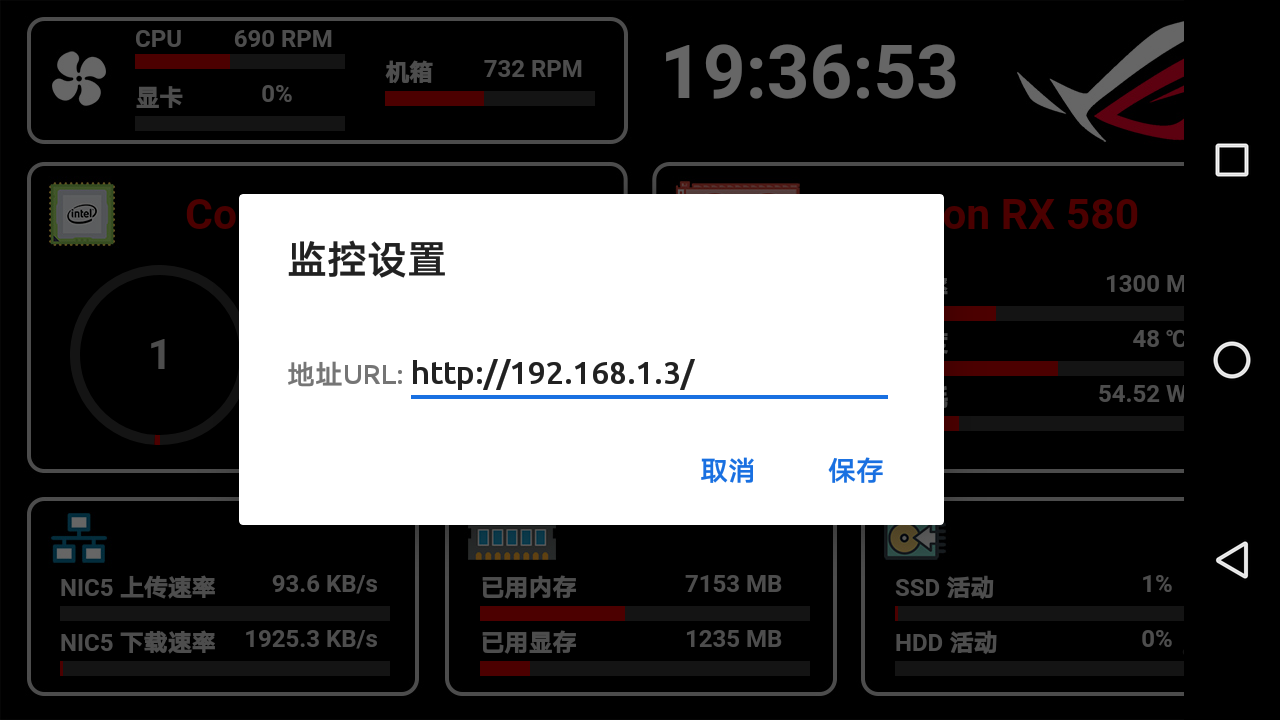 CPU 690 RPM
显卡 0%
机箱 732 RPM
19:36:53
intel
Co
on RX 580
1
1300 M
48 ℃
54.52 W
监控设置
地址URL: http://192.168.1.3/
取消 保存
NIC5 上传速率 93.6 KB/s
NIC5 下载速率 1925.3 KB/s
已用内存 7153 MB
已用显存 1235 MB
SSD 活动 1%
HDD 活动 0%